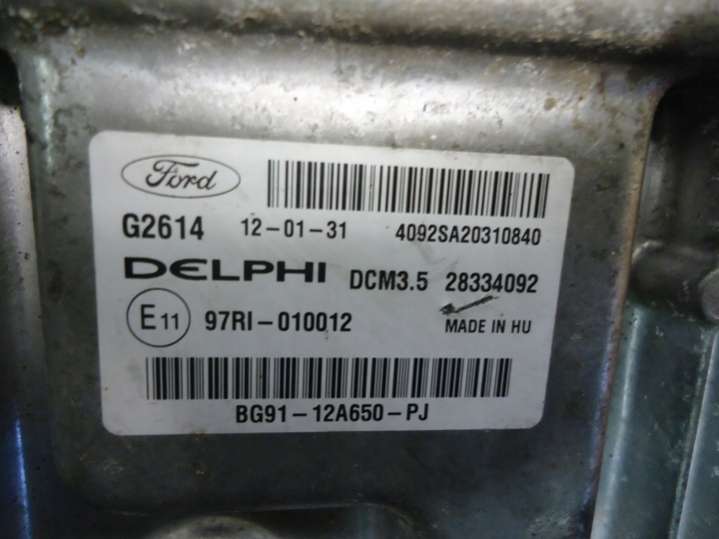 Ford
G2614 12-01-31 4092SA20310840
DELPHI DCM3.5 28334092
E11 97RI-010012 MADE IN HU
BG91-12A650-PJ